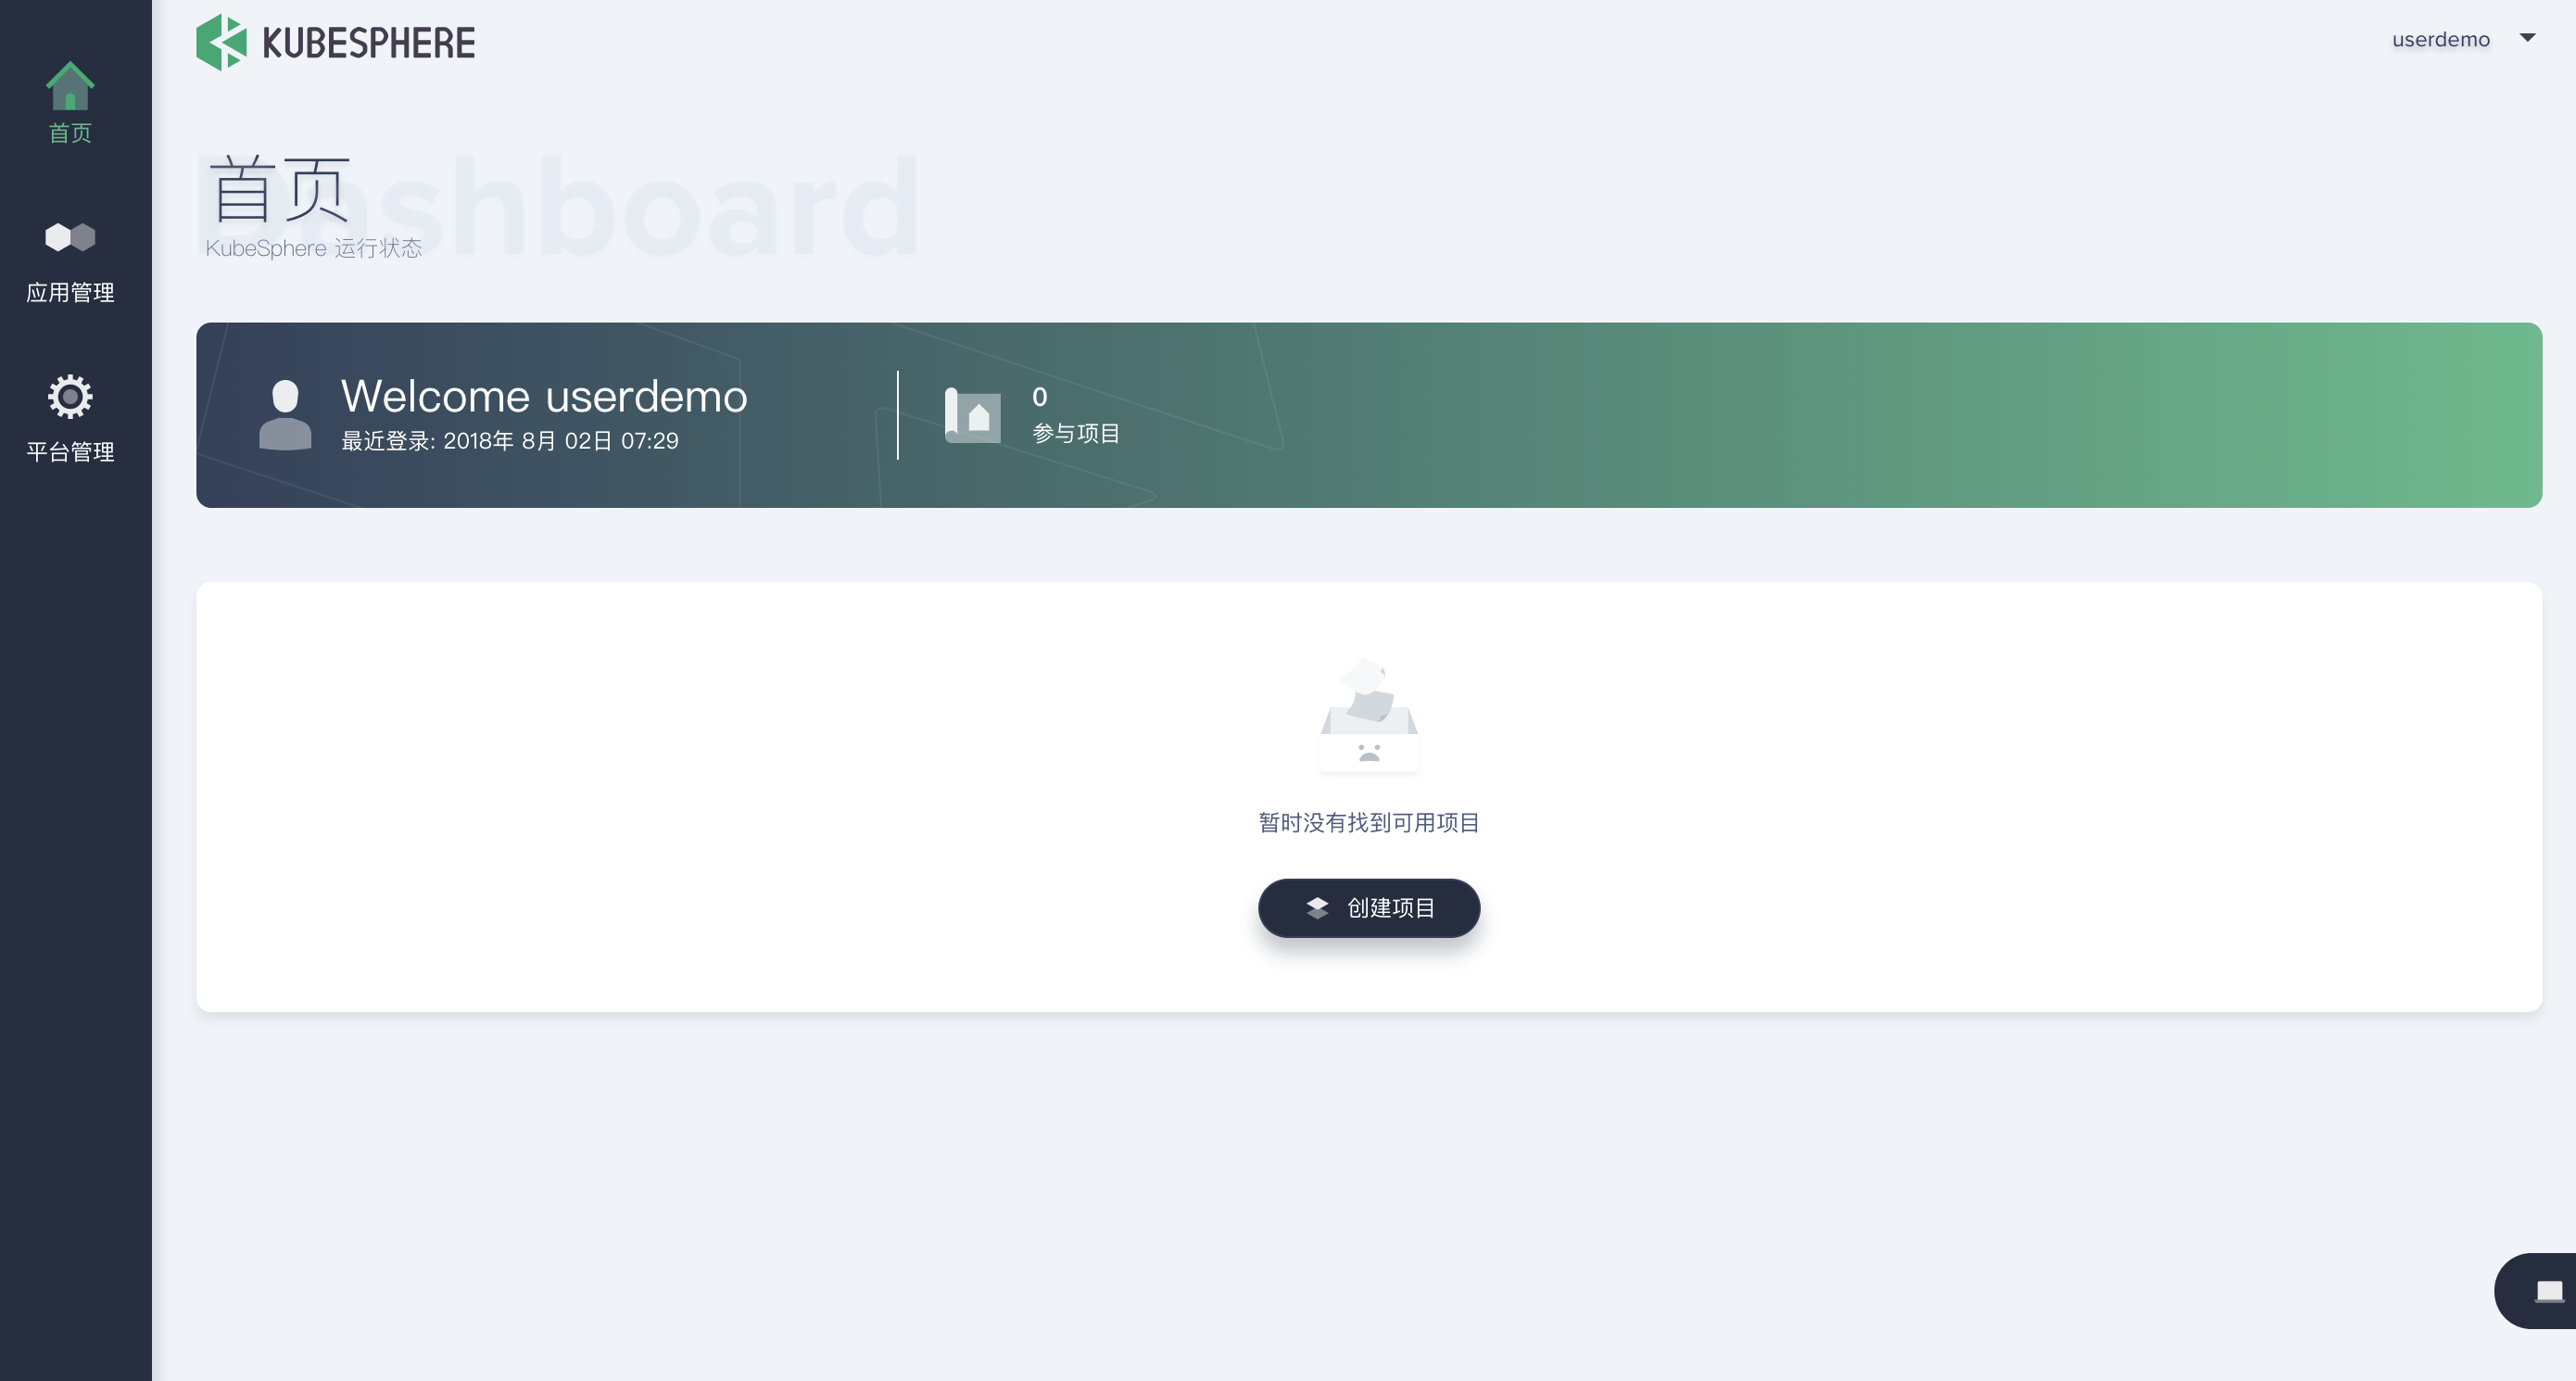 KUBESPHERE
userdemo
首页
应用管理
平台管理
Dashboard
首页
KubeSphere 运行状态
Welcome userdemo
最近登录: 2018年 8月 02日 07:29
0
参与项目
暂时没有找到可用项目
创建项目